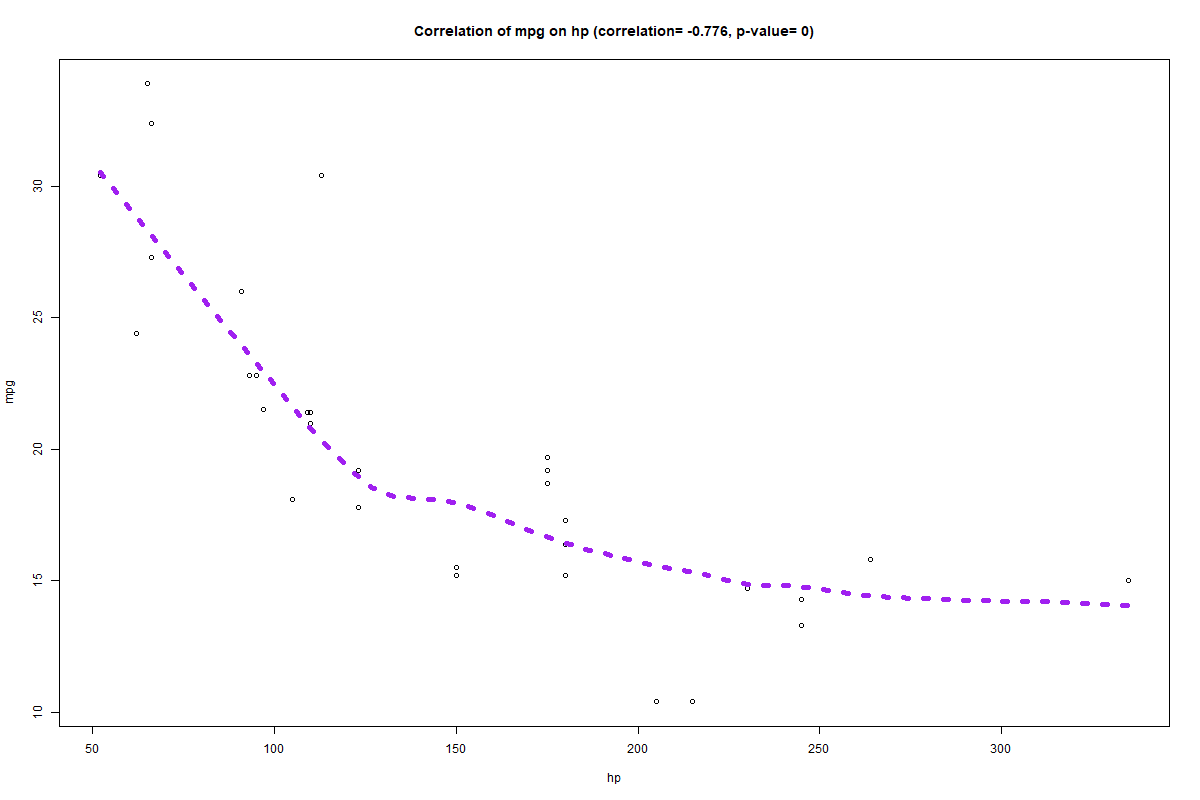 Correlation of mpg on hp (correlation= -0.776, p-value= 0)
30
25
20
15
10
mpg
50 100 150 200 250 300
hp